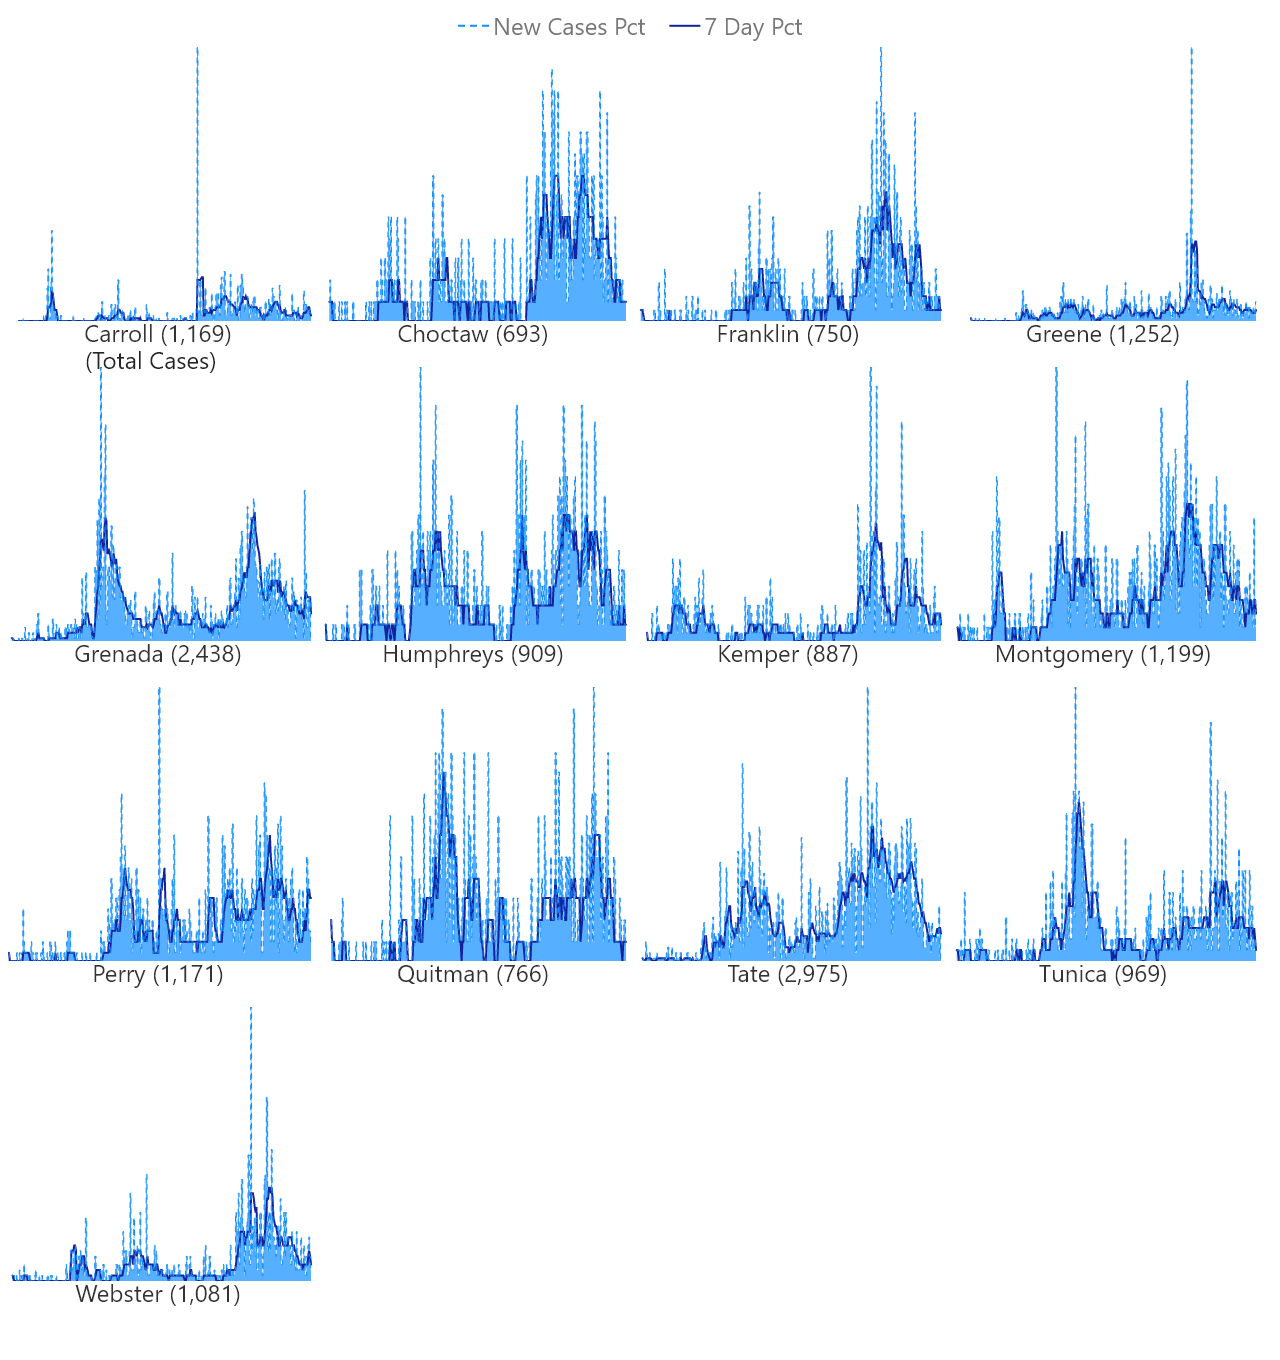 New Cases Pct 7 Day Pct
Carroll (1,169)
(Total Cases)
Choctaw (693)
Franklin (750)
Greene (1,252)
Grenada (2,438)
Humphreys (909)
Kemper (887)
Montgomery (1,199)
Perry (1,171)
Quitman (766)
Tate (2,975)
Tunica (969)
Webster (1,081)